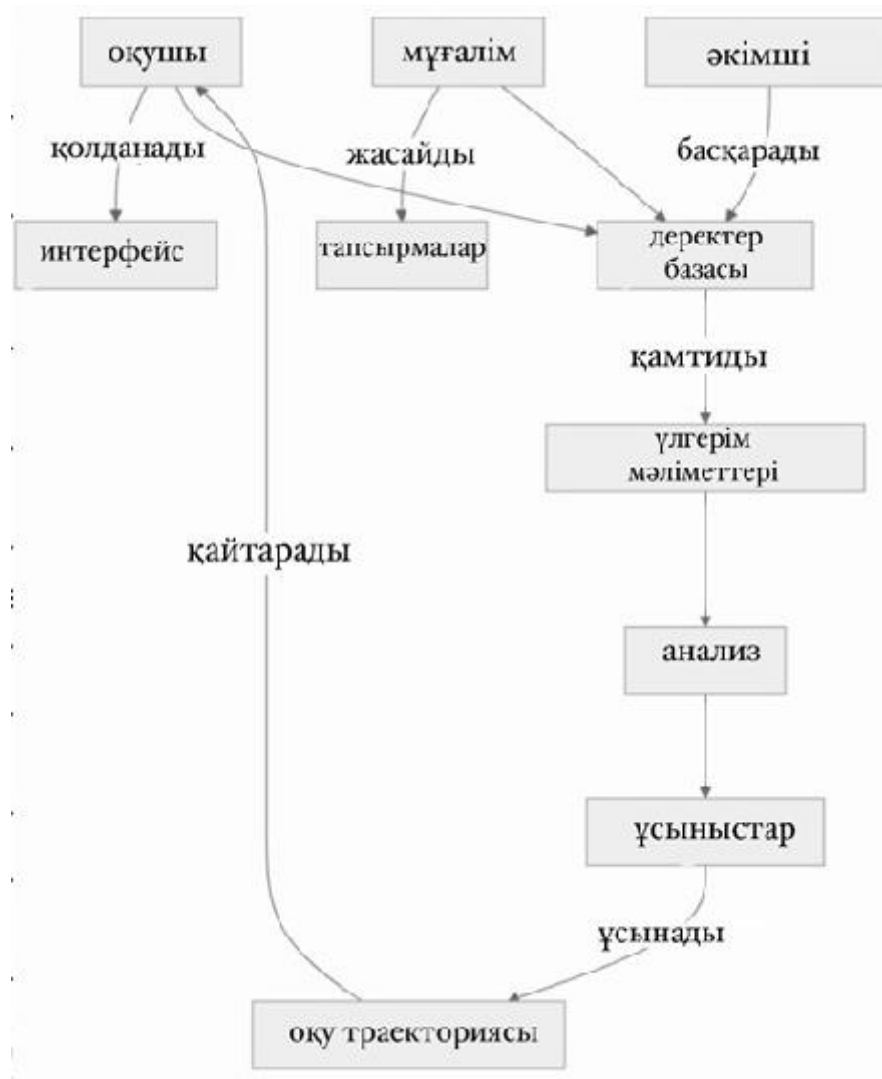 оқушы
мұғалім
әкімші
қолданады
жасайды
басқарады
интерфейс
тапсырмалар
деректер
базасы
қамтиды
үлгерім
мәліметтері
қайтарады
анализ
ұсыныстар
ұсынады
оқу траекториясы